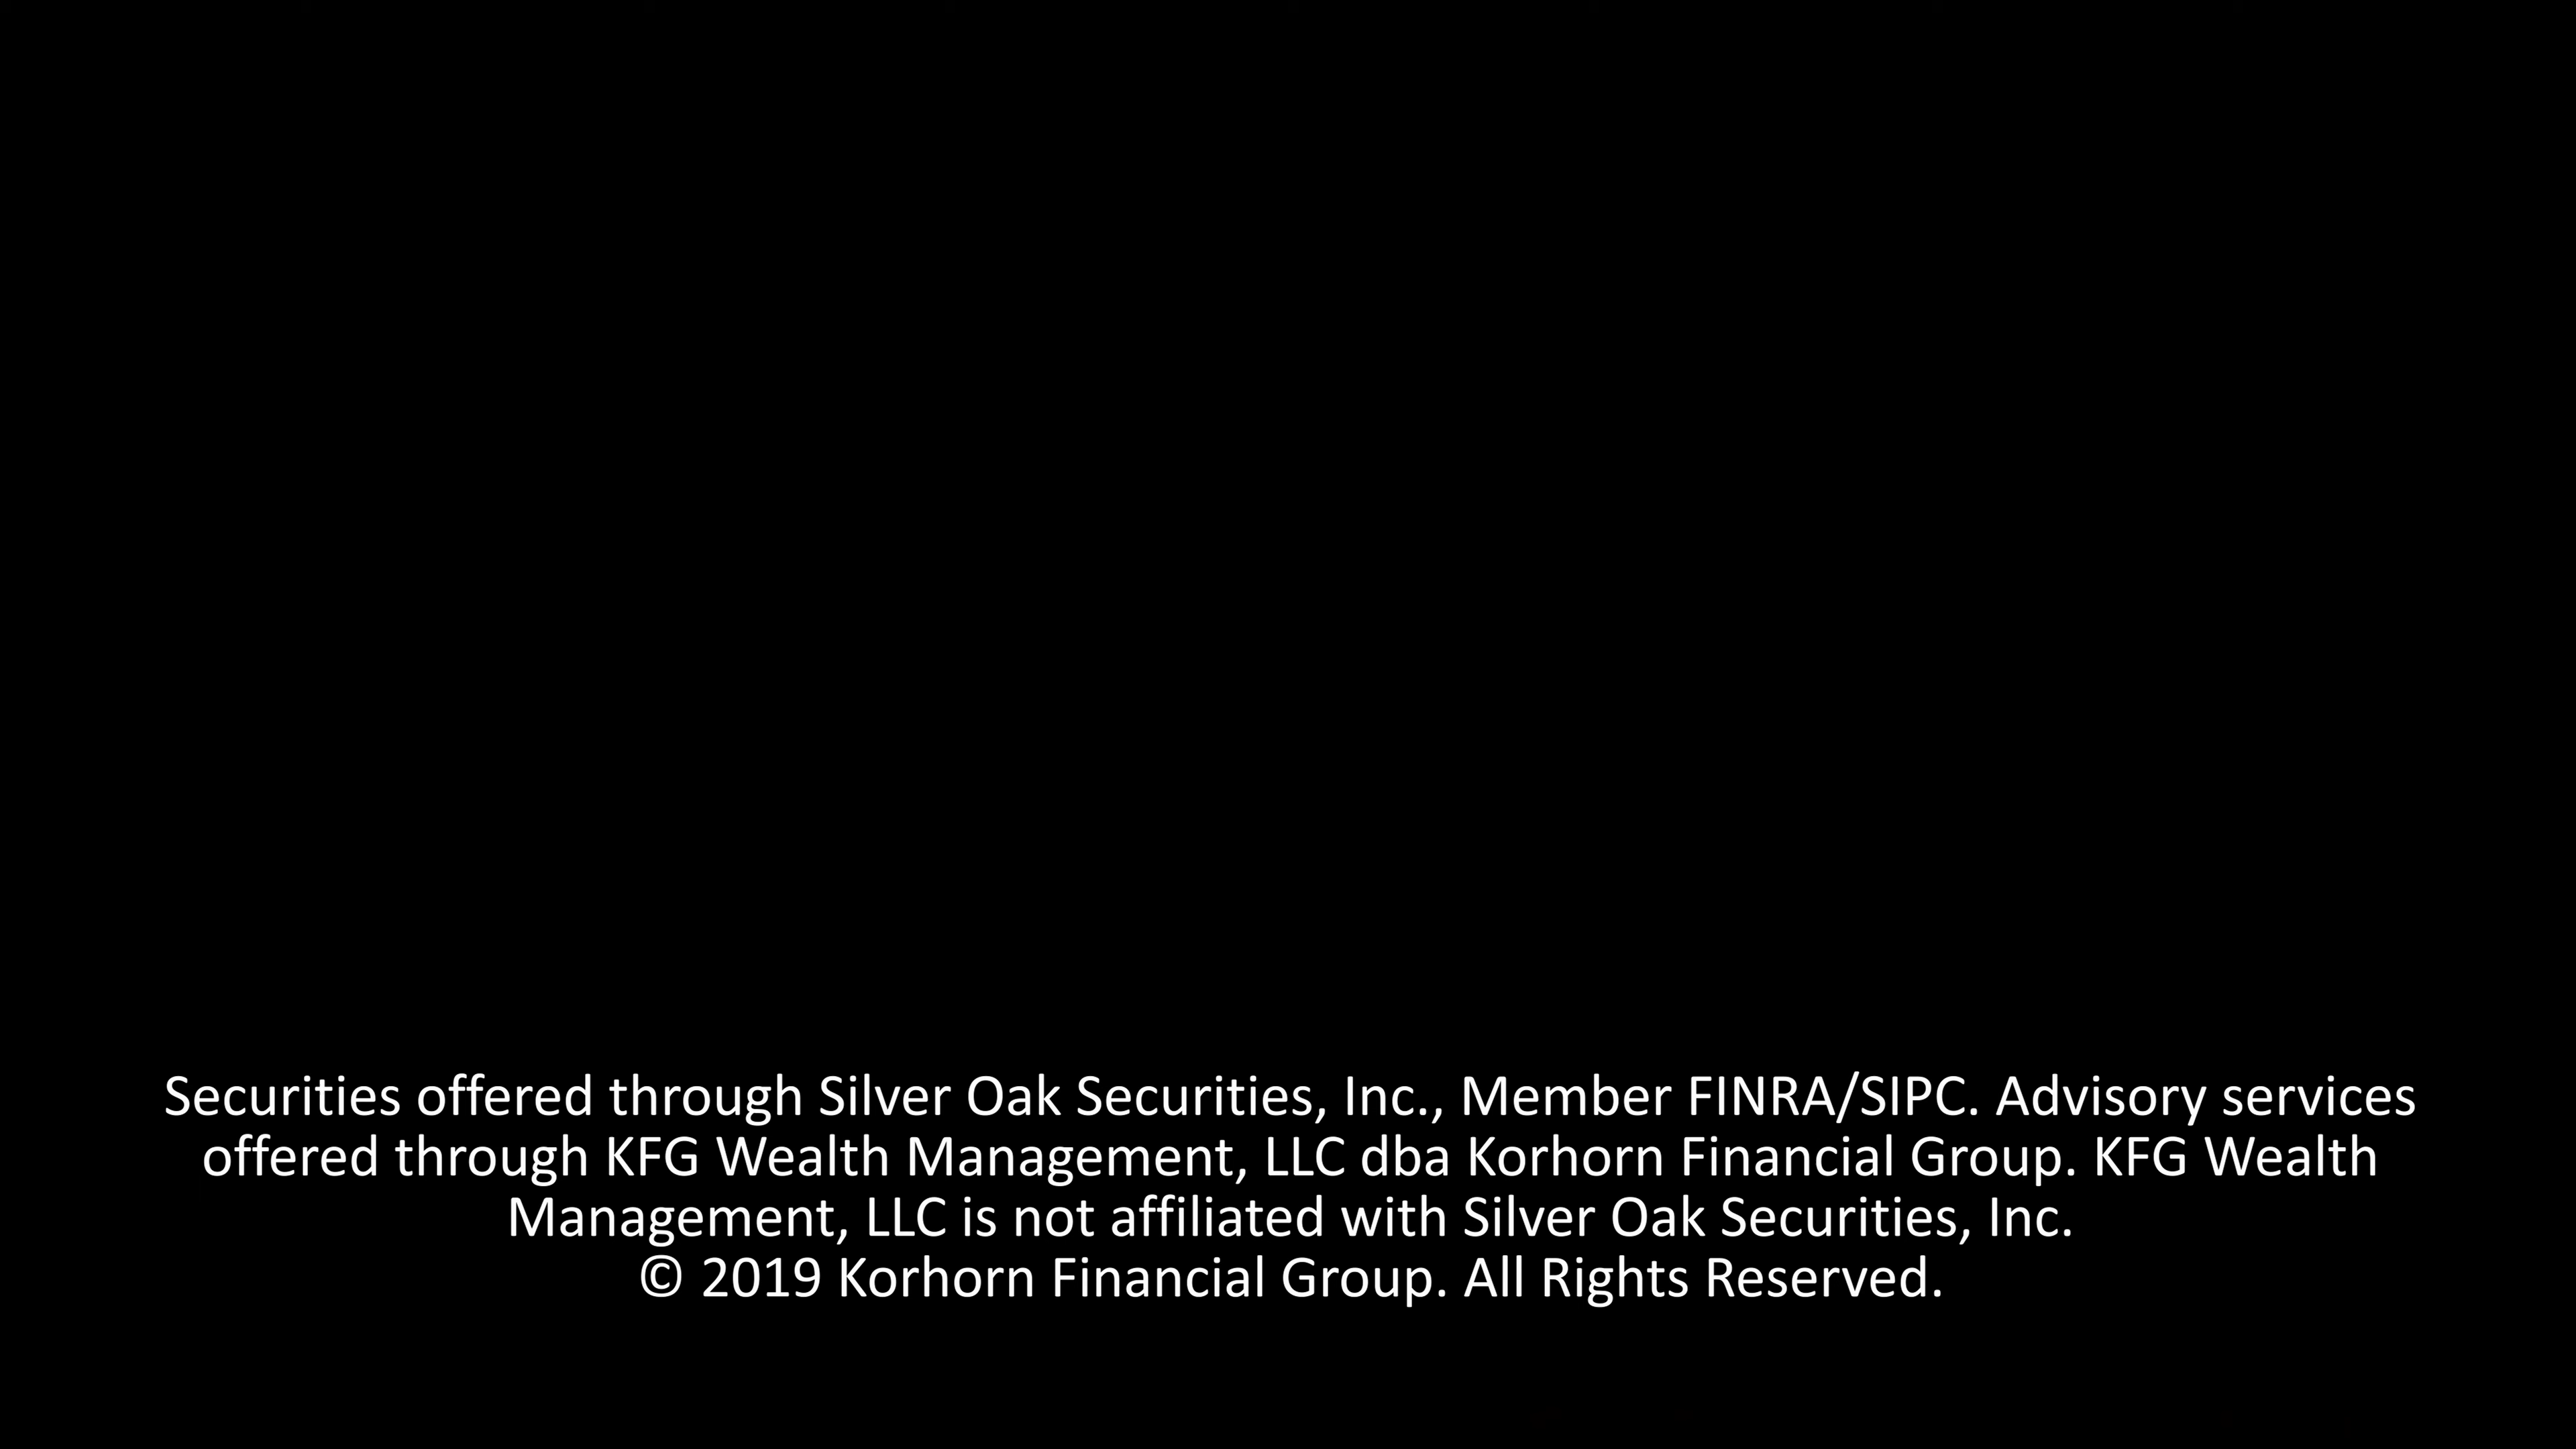 Securities offered through Silver Oak Securities, Inc., Member FINRA/SIPC. Advisory services
offered through KFG Wealth Management, LLC dba Korhorn Financial Group. KFG Wealth
Management, LLC is not affiliated with Silver Oak Securities, Inc.
© 2019 Korhorn Financial Group. All Rights Reserved.